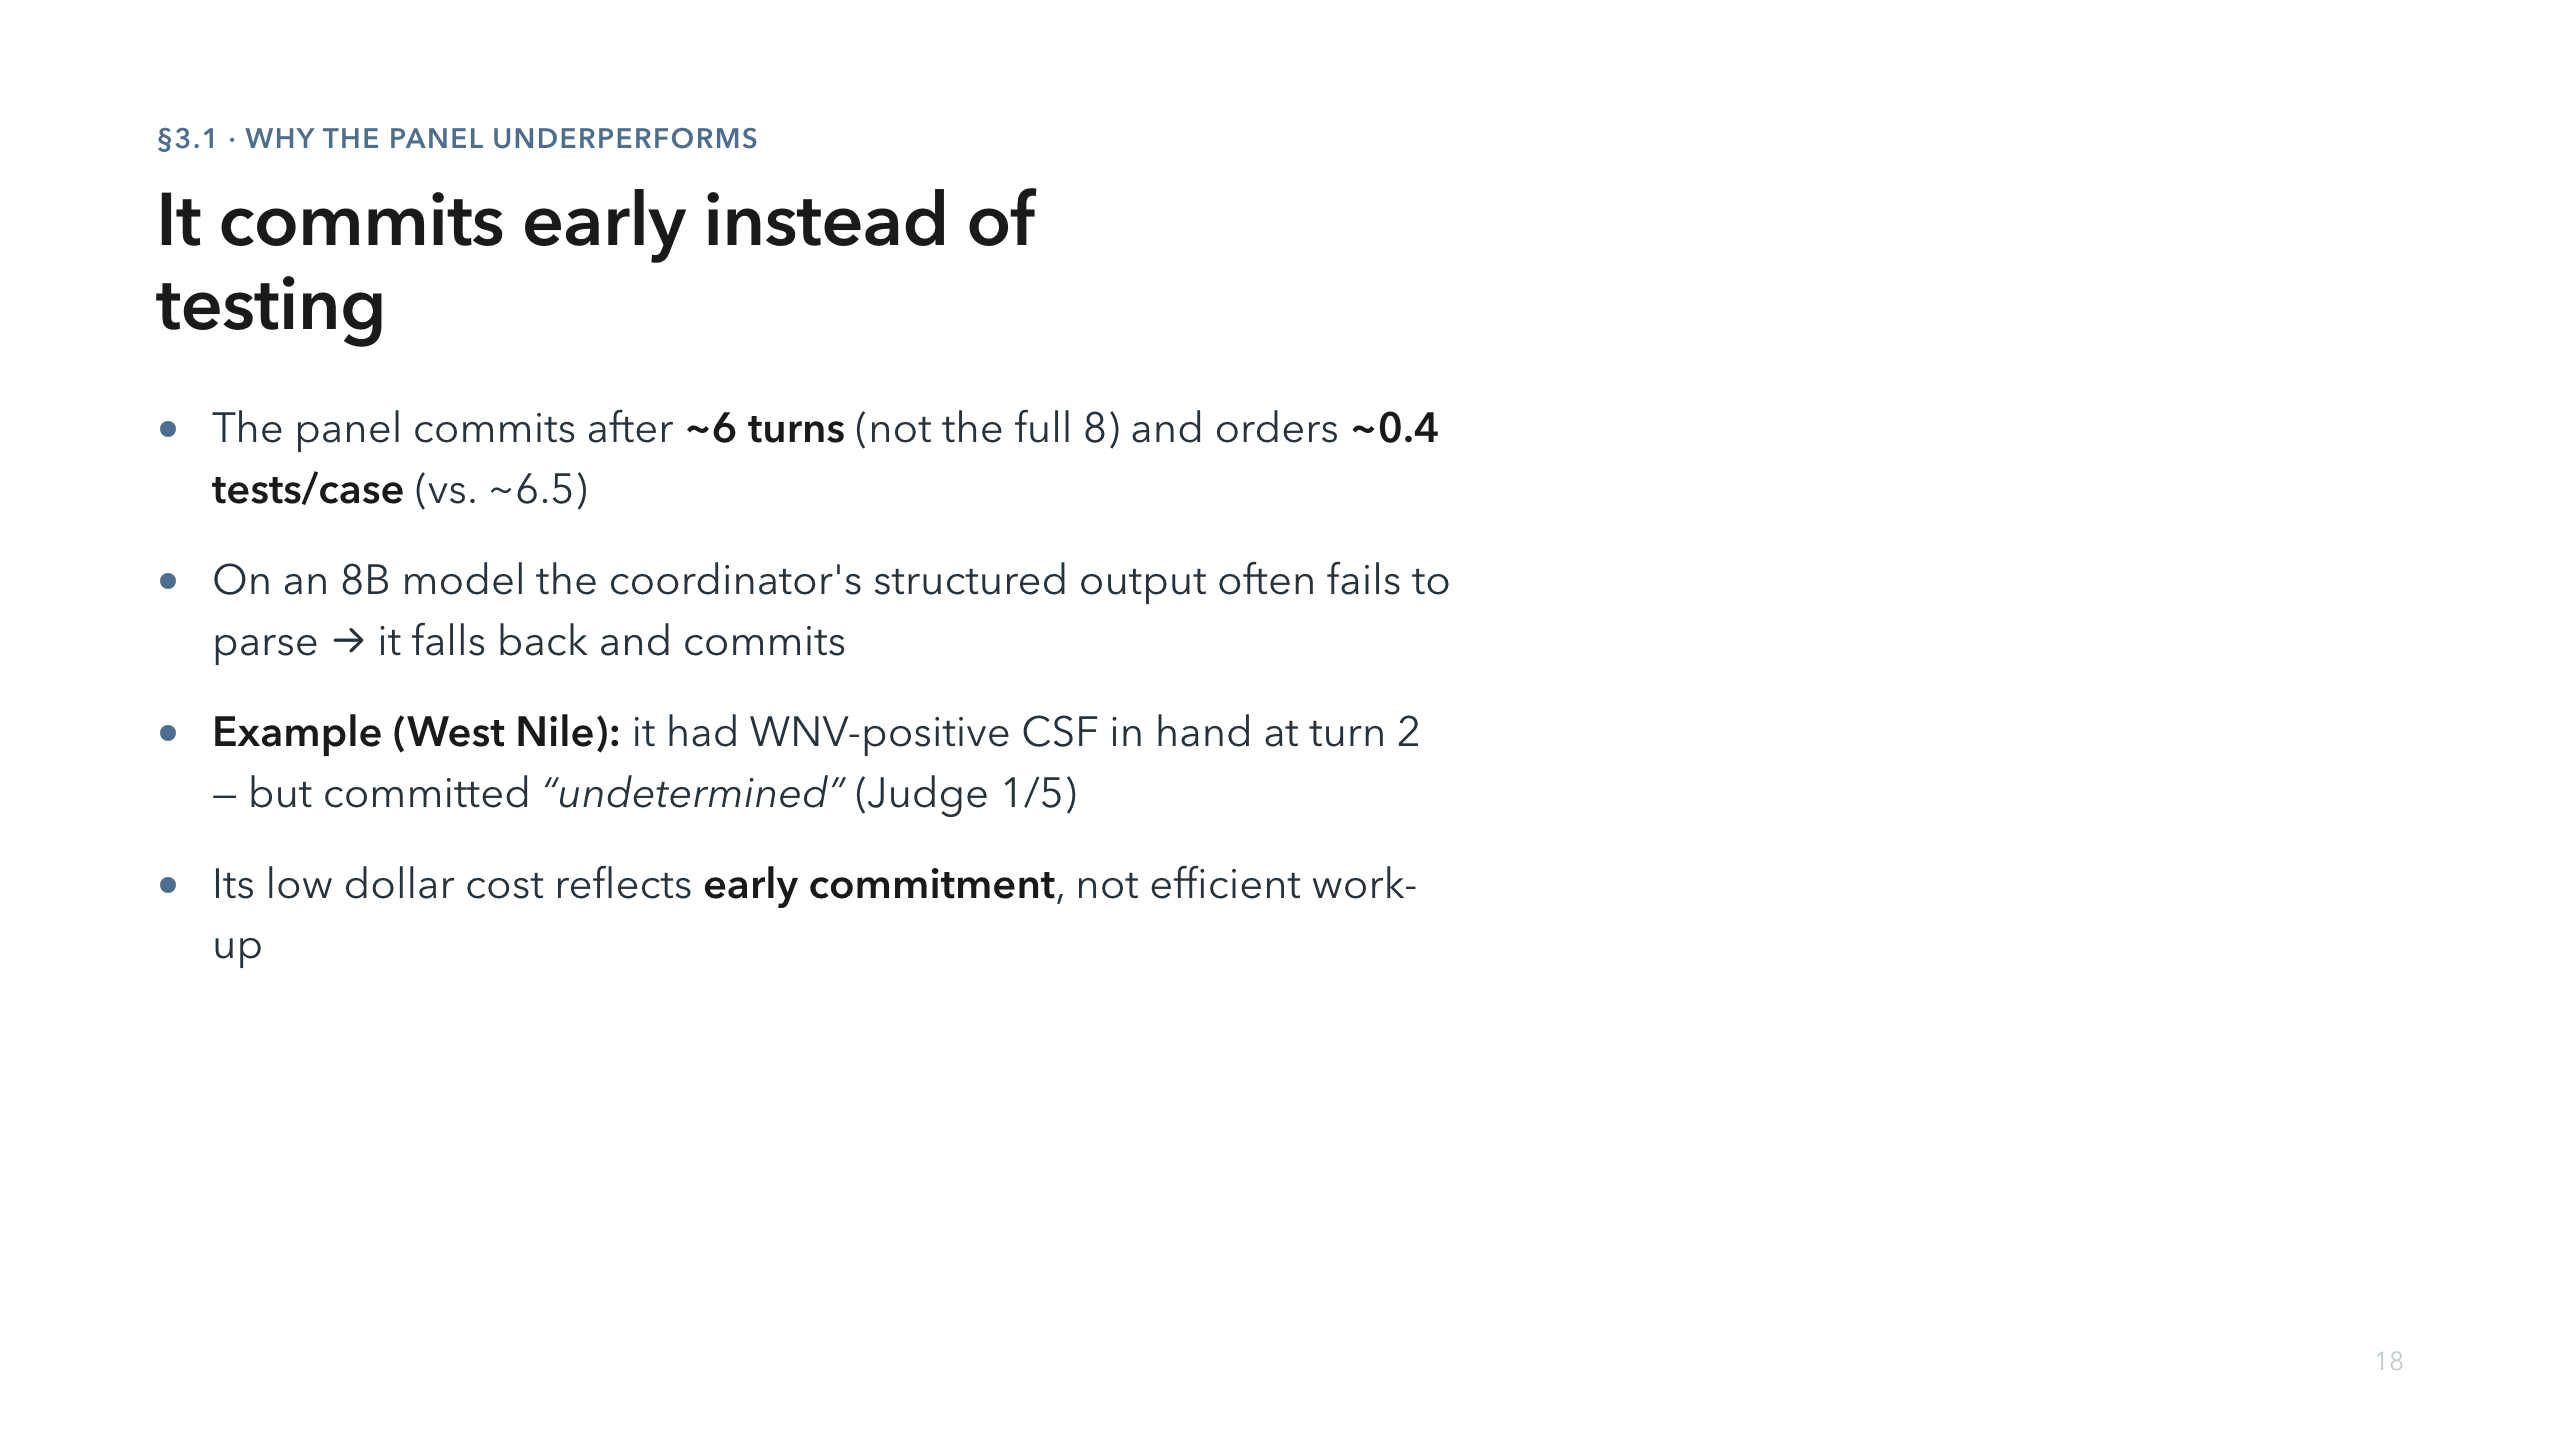 §3.1 · WHY THE PANEL UNDERPERFORMS
It commits early instead of
testing
• The panel commits after ~6 turns (not the full 8) and orders ~0.4
tests/case (vs. ~6.5)
• On an 8B model the coordinator's structured output often fails to
parse → it falls back and commits
• Example (West Nile): it had WNV-positive CSF in hand at turn 2
– but committed “undetermined” (Judge 1/5)
• Its low dollar cost reflects early commitment, not efficient work-
up
18